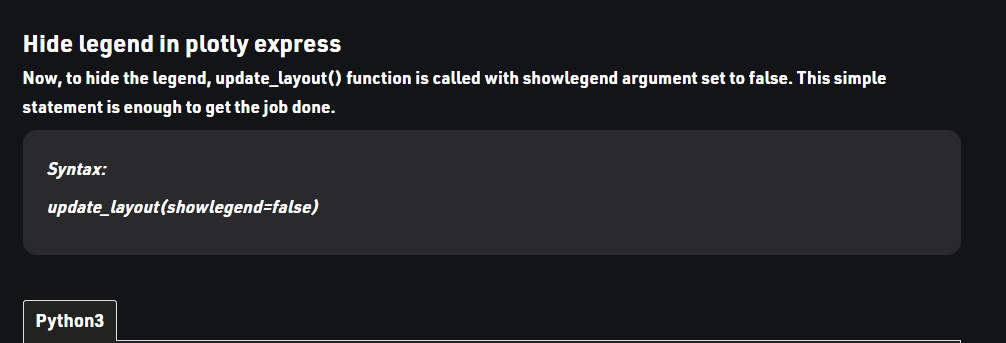 Hide legend in plotly express
Now, to hide the legend, update_layout() function is called with showlegend argument set to false. This simple
statement is enough to get the job done.
Syntax:
update_layout(showlegend=false)
Python3